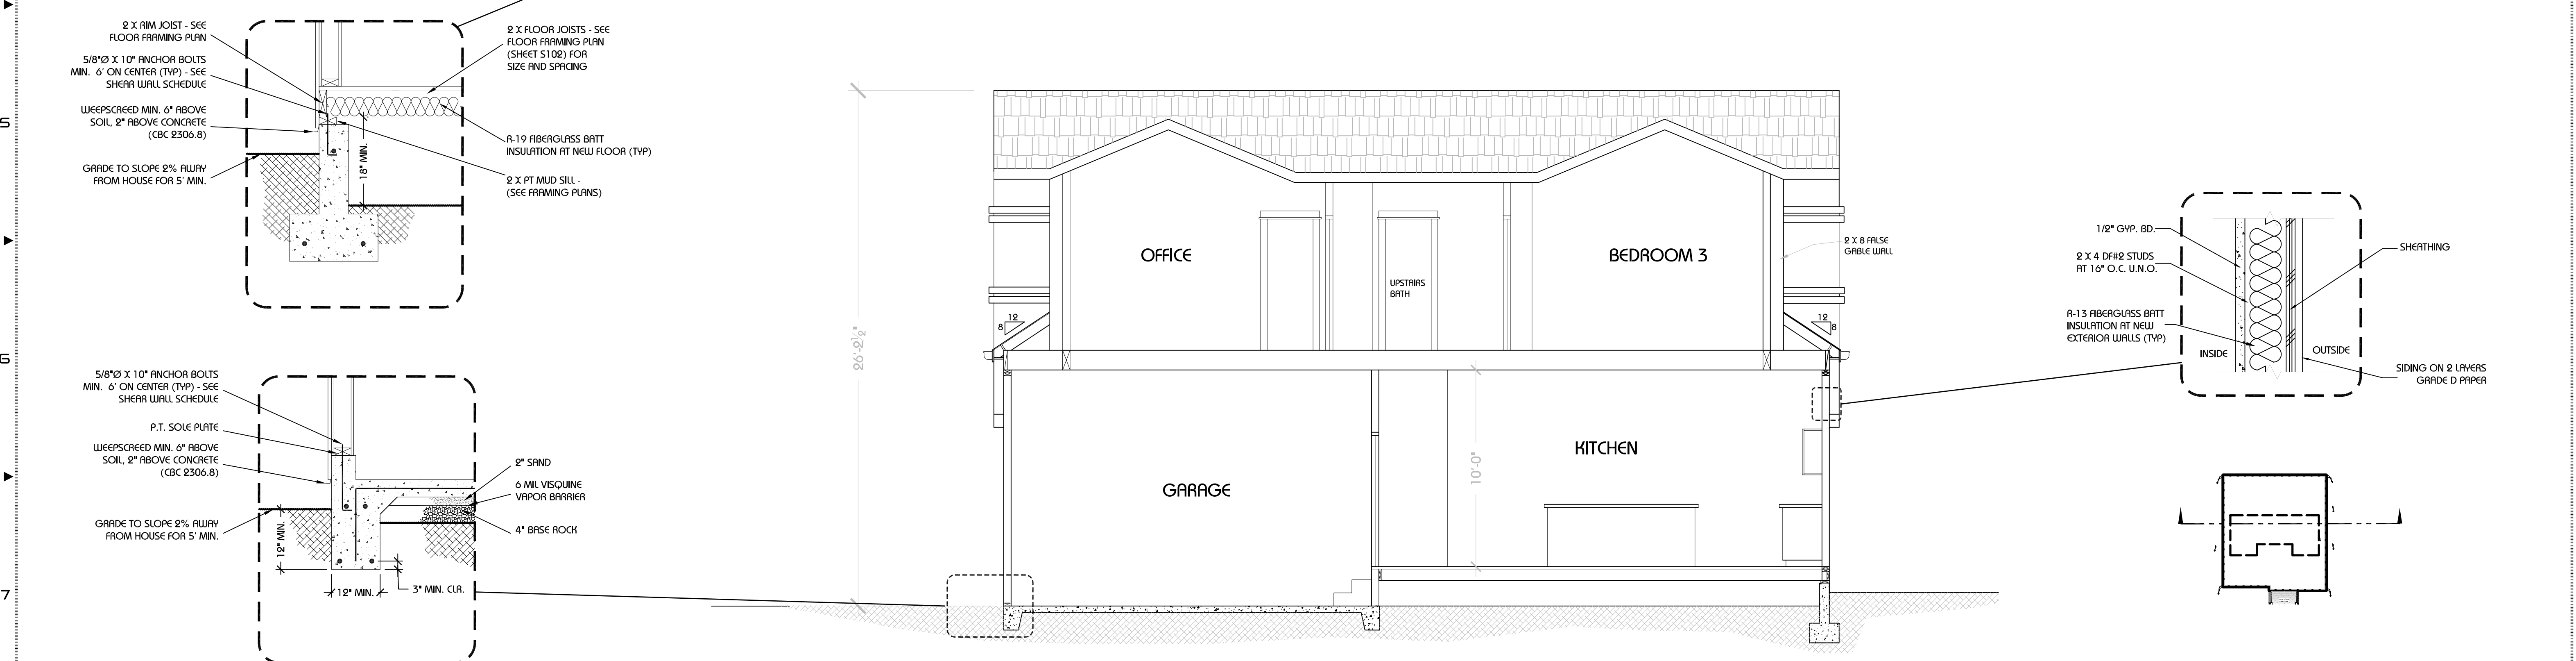 2 X RIM JOIST - SEE
FLOOR FRAMING PLAN
5/8"Ø X 10" ANCHOR BOLTS
MIN. 6' ON CENTER (TYP) - SEE
SHEAR WALL SCHEDULE
WEEPSCREED MIN. 6" ABOVE
SOIL, 2" ABOVE CONCRETE
(CBC 2306.8)
GRADE TO SLOPE 2% AWAY
FROM HOUSE FOR 5' MIN.
18" MIN.
2 X FLOOR JOISTS - SEE
FLOOR FRAMING PLAN
(SHEET S102) FOR
SIZE AND SPACING
R-19 FIBERGLASS BATT
INSULATION AT NEW FLOOR (TYP)
2 X PT MUD SILL -
(SEE FRAMING PLANS)
5
6
7
5/8"Ø X 10" ANCHOR BOLTS
MIN. 6' ON CENTER (TYP) - SEE
SHEAR WALL SCHEDULE
P.T. SOLE PLATE
WEEPSCREED MIN. 6" ABOVE
SOIL, 2" ABOVE CONCRETE
(CBC 2306.8)
GRADE TO SLOPE 2% AWAY
FROM HOUSE FOR 5' MIN.
12" MIN.
12" MIN.
3" MIN. CLR.
2" SAND
6 MIL VISQUINE
VAPOR BARRIER
4" BASE ROCK
26'-2½"
OFFICE
UPSTAIRS
BATH
BEDROOM 3
2 X 8 FALSE
GABLE WALL
12
8
12
8
GARAGE
10'-0"
KITCHEN
1/2" GYP. BD.
2 X 4 DF#2 STUDS
AT 16" O.C. U.N.O.
R-13 FIBERGLASS BATT
INSULATION AT NEW
EXTERIOR WALLS (TYP)
INSIDE
OUTSIDE
SHEATHING
SIDING ON 2 LAYERS
GRADE D PAPER